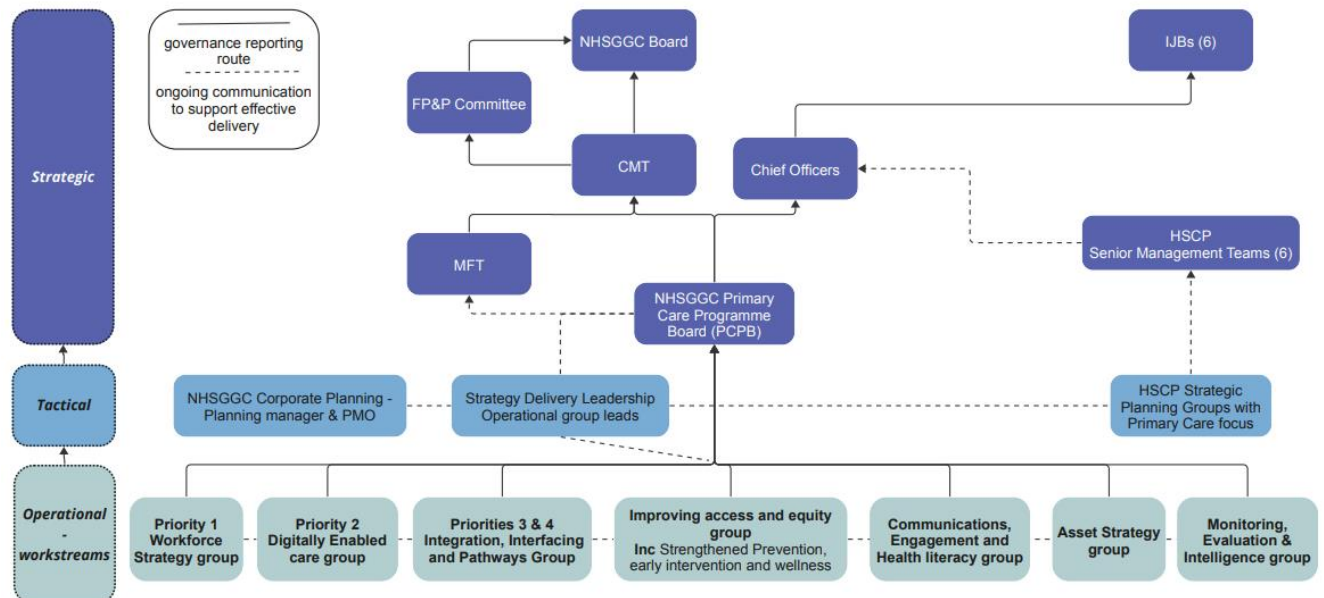 governance reporting
route
ongoing communication
to support effective
delivery
NHSGGC Board
IJBs (6)
FP&P Committee
Strategic
CMT
Chief Officers
HSCP
Senior Management Teams (6)
MFT
NHSGGC Primary
Care Programme
Board (PCPB)
Tactical
NHSGGC Corporate Planning -
Planning manager & PMO
Strategy Delivery Leadership
Operational group leads
HSCP Strategic
Planning Groups with
Primary Care focus
Operational
-
workstreams
Priority 1
Workforce
Strategy group
Priority 2
Digitally Enabled
care group
Priorities 3 & 4
Integration, Interfacing
and Pathways Group
Improving access and equity
group
Inc Strengthened Prevention,
early intervention and wellness
Communications,
Engagement and
Health literacy group
Asset Strategy
group
Monitoring,
Evaluation &
Intelligence group